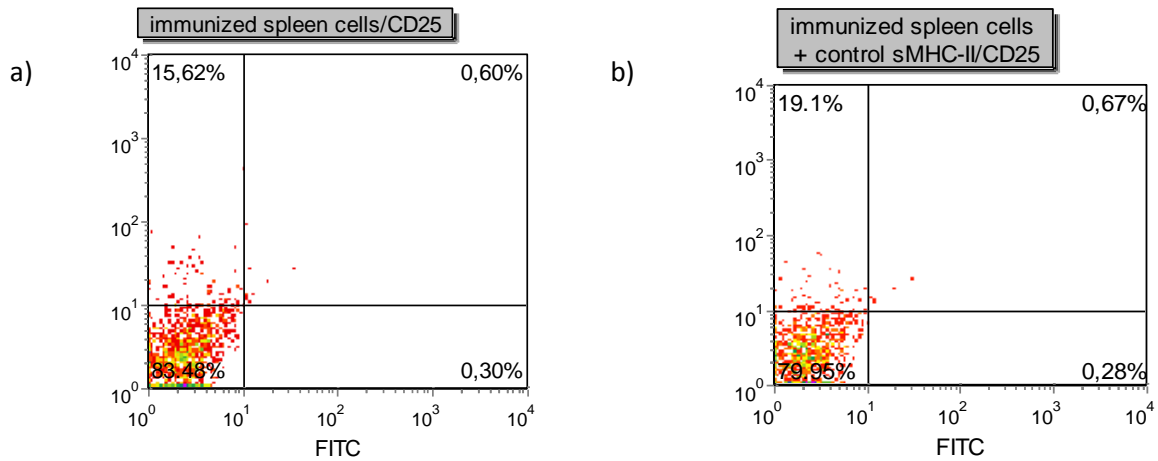 a)
immunized spleen cells/CD25
10^4
15,62%
0,60%
10^3
10^2
10^1
83.48%
0,30%
10^0
10^0 10^1 10^2 10^3 10^4
FITC
b)
immunized spleen cells
+ control sMHC-II/CD25
10^4
19.1%
0,67%
10^3
10^2
10^1
79.95%
0,28%
10^0
10^0 10^1 10^2 10^3 10^4
FITC